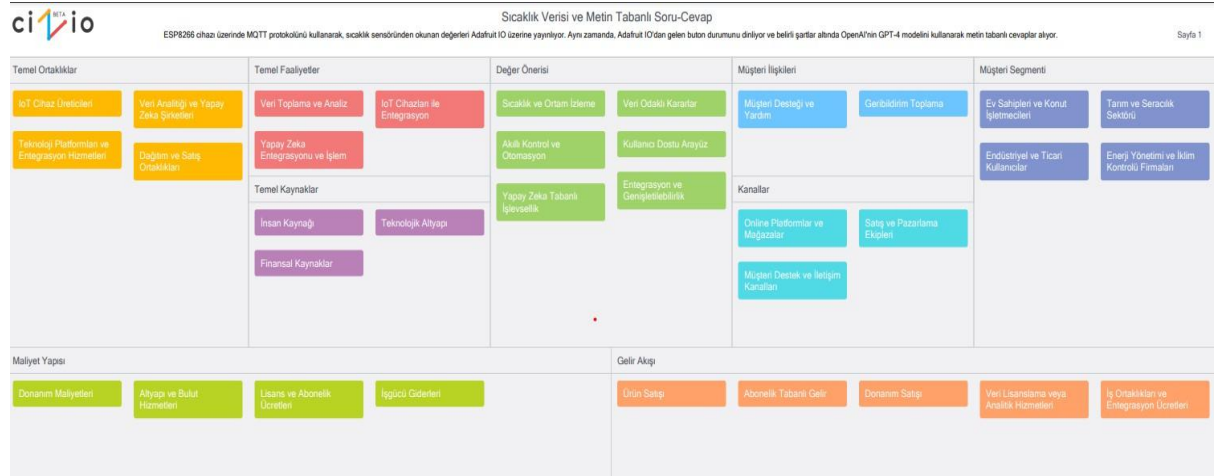 ci1io
BETA
Sıcaklık Verisi ve Metin Tabanlı Soru-Cevap
ESP8266 cihazı üzerinde MQTT protokolünü kullanarak, sıcaklık sensöründen okunan değerleri Adafruit IO üzerine yayınlıyor. Aynı zamanda, Adafruit IO'dan gelen buton durumunu dinliyor ve belirli şartlar altında OpenAI'nin GPT-4 modelini kullanarak metin tabanlı cevaplar alıyor.
Sayfa 1
Temel Ortaklıklar
IoT Cihaz Üreticileri
Veri Analitiği ve Yapay
Zeka Şirketleri
Teknoloji Platformları ve
Entegrasyon Hizmetleri
Dağıtım ve Satış
Ortaklıkları
Temel Faaliyetler
Veri Toplama ve Analiz
IoT Cihazları ile
Entegrasyon
Yapay Zeka
Entegrasyonu ve İşlem
Temel Kaynaklar
İnsan Kaynağı
Teknolojik Altyapı
Finansal Kaynaklar
Değer Önerisi
Sıcaklık ve Ortam İzleme
Veri Odaklı Kararlar
Akıllı Kontrol ve
Otomasyon
Kullanıcı Dostu Arayüz
Yapay Zeka Tabanlı
İşlevsellik
Entegrasyon ve
Genişletilebilirlik
Müşteri İlişkileri
Müşteri Desteği ve
Yardım
Geribildirim Toplama
Kanallar
Online Platformlar ve
Mağazalar
Satış ve Pazarlama
Ekipleri
Müşteri Destek ve İletişim
Kanalları
Müşteri Segmenti
Ev Sahipleri ve Konut
İşletmecileri
Tarım ve Seracılık
Sektörü
Endüstriyel ve Ticari
Kullanıcılar
Enerji Yönetimi ve İklim
Kontrolü Firmaları
Maliyet Yapısı
Donanım Maliyetleri
Altyapı ve Bulut
Hizmetleri
Lisans ve Abonelik
Ücretleri
İşgücü Giderleri
Gelir Akışı
Ürün Satışı
Abonelik Tabanlı Gelir
Donanım Satışı
Veri Lisanslama veya
Analitik Hizmetleri
İş Ortaklıkları ve
Entegrasyon Ücretleri